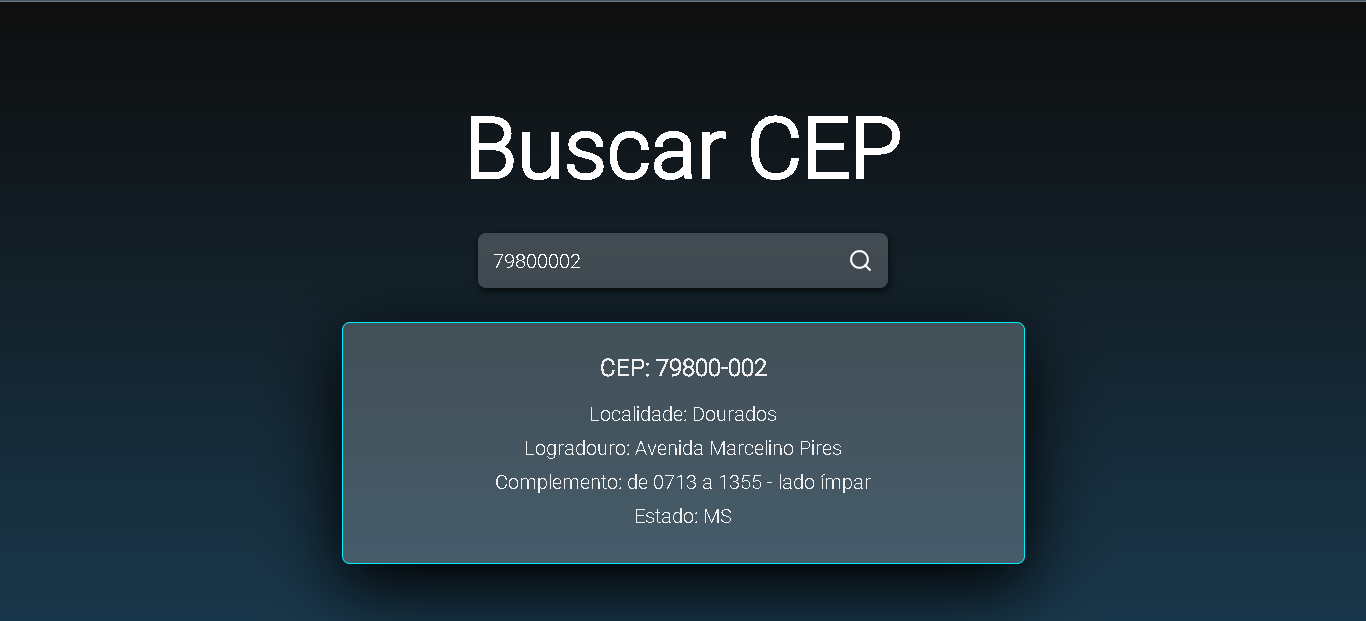 Buscar CEP
79800002
CEP: 79800-002
Localidade: Dourados
Logradouro: Avenida Marcelino Pires
Complemento: de 0713 a 1355 - lado ímpar
Estado: MS